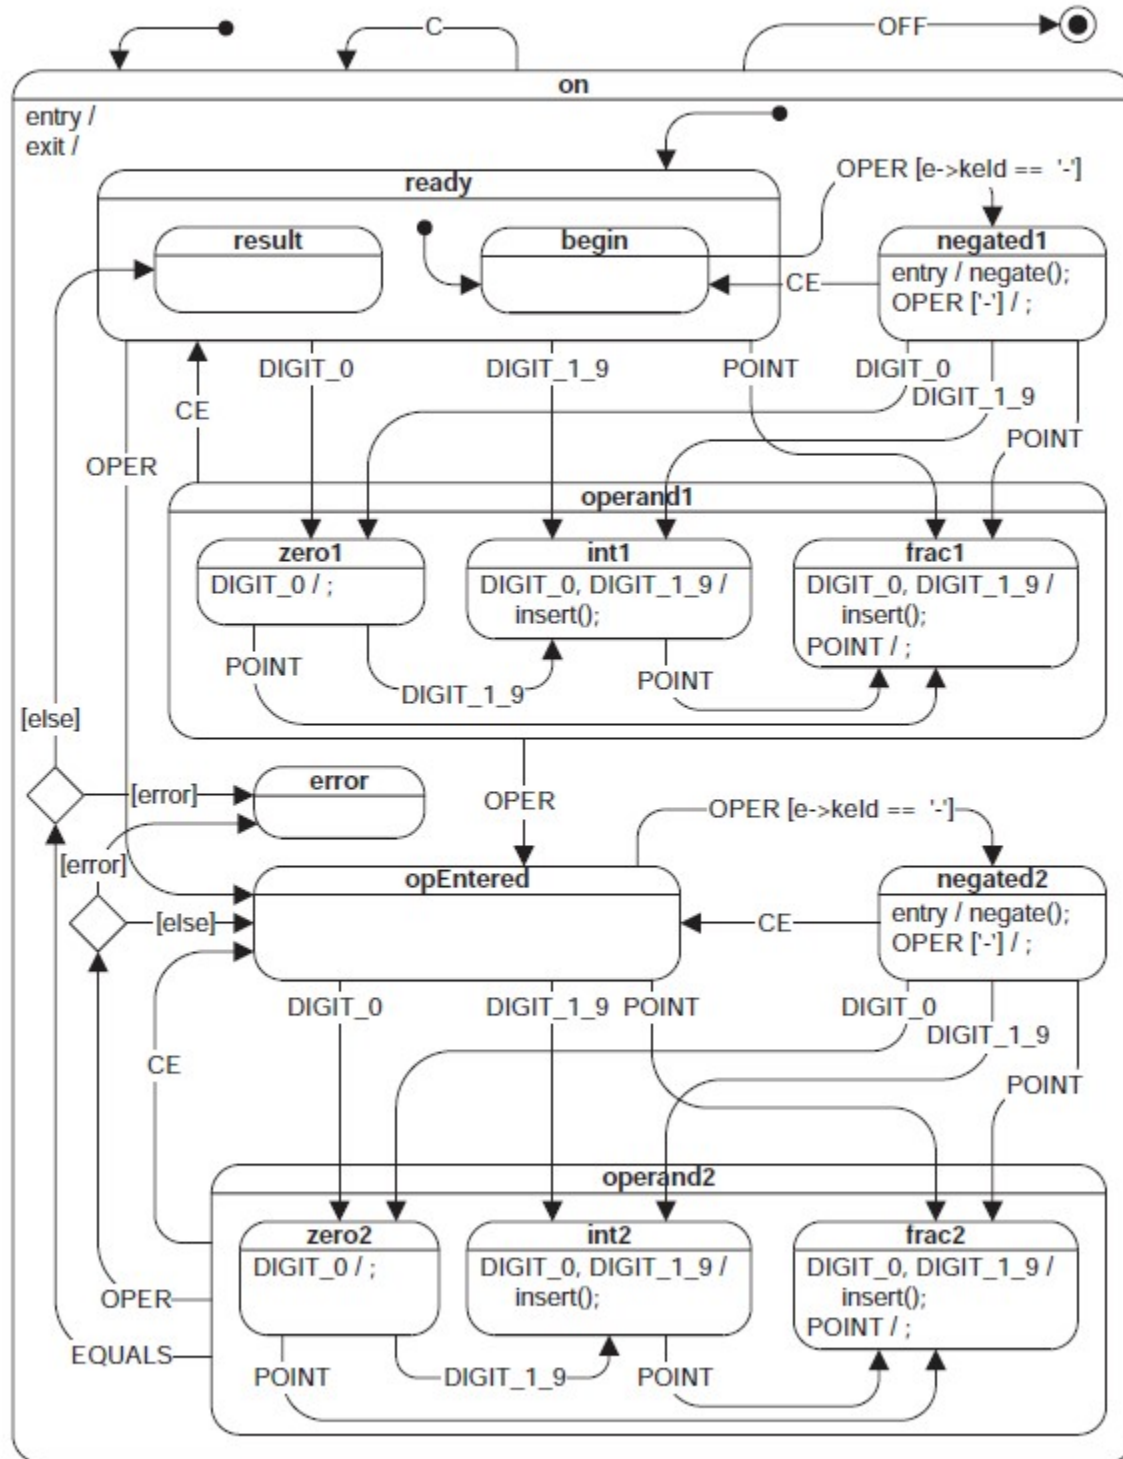 C
OFF
on
entry /
exit /
ready
OPER [e->keId == '-']
result
begin
negated1
entry / negate();
OPER ['-'] / ;
CE
DIGIT_0
DIGIT_1_9
POINT
DIGIT_0
DIGIT_1_9
CE
POINT
OPER
operand1
zero1
DIGIT_0 / ;
int1
DIGIT_0, DIGIT_1_9 /
insert();
frac1
DIGIT_0, DIGIT_1_9 /
insert();
POINT / ;
POINT
DIGIT_1_9
POINT
[else]
[error]
error
OPER
OPER [e->keId == '-']
[error]
opEntered
negated2
entry / negate();
OPER ['-'] / ;
[else]
CE
DIGIT_0
DIGIT_1_9
POINT
DIGIT_0
DIGIT_1_9
CE
POINT
operand2
zero2
DIGIT_0 / ;
int2
DIGIT_0, DIGIT_1_9 /
insert();
frac2
DIGIT_0, DIGIT_1_9 /
insert();
POINT / ;
OPER
EQUALS
POINT
DIGIT_1_9
POINT